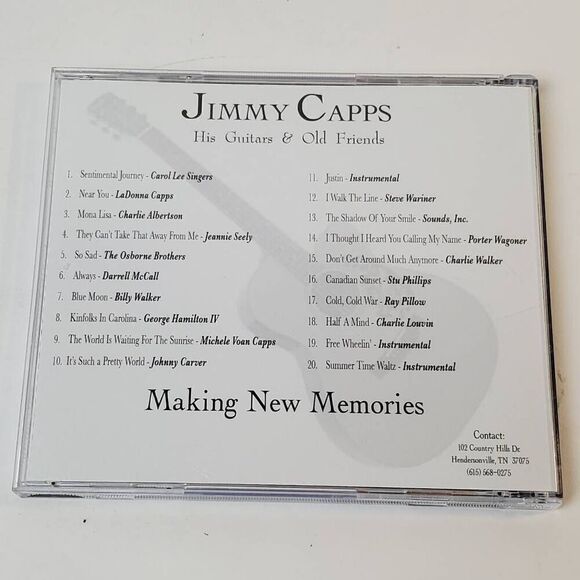 JIMMY CAPPS
His Guitars & Old Friends
1. Sentimental Journey - Carol Lee Singers
2. Near You - LaDonna Capps
3. Mona Lisa - Charlie Albertson
4. They Can't Take That Away From Me - Jeannie Seely
5. So Sad - The Osborne Brothers
6. Always - Darrell McCall
7. Blue Moon - Billy Walker
8. Kinfolks In Carolina - George Hamilton IV
9. The World Is Waiting For The Sunrise - Michele Voan Capps
10. It's Such a Pretty World - Johnny Carver
11. Justin - Instrumental
12. I Walk The Line - Steve Wariner
13. The Shadow Of Your Smile - Sounds, Inc.
14. I Thought I Heard You Calling My Name - Porter Wagoner
15. Don't Get Around Much Anymore - Charlie Walker
16. Canadian Sunset - Stu Phillips
17. Cold, Cold War - Ray Pillow
18. Half A Mind - Charlie Louvin
19. Free Wheelin' - Instrumental
20. Summer Time Waltz - Instrumental
Making New Memories
Contact:
102 Country Hills Dr.
Hendersonville, TN 37075
(615) 568-0275